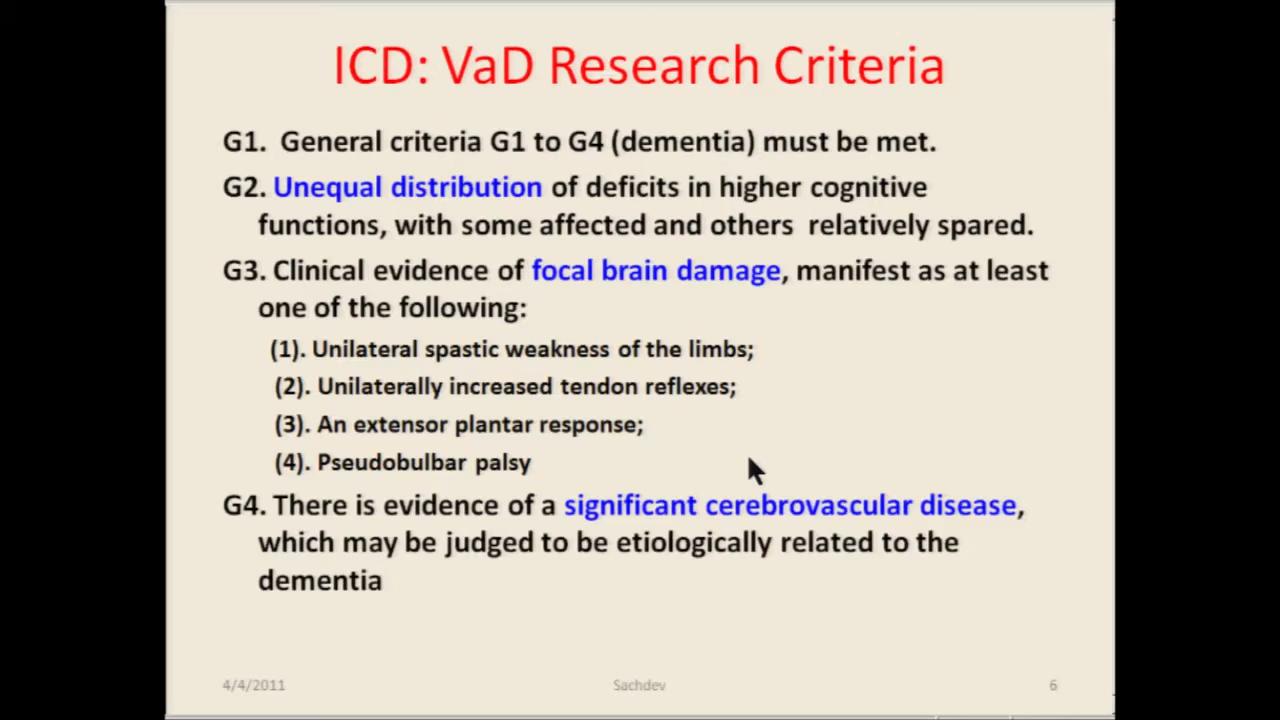 ICD: VaD Research Criteria
G1. General criteria G1 to G4 (dementia) must be met.
G2. Unequal distribution of deficits in higher cognitive
functions, with some affected and others relatively spared.
G3. Clinical evidence of focal brain damage, manifest as at least
one of the following:
(1). Unilateral spastic weakness of the limbs;
(2). Unilaterally increased tendon reflexes;
(3). An extensor plantar response;
(4). Pseudobulbar palsy
G4. There is evidence of a significant cerebrovascular disease,
which may be judged to be etiologically related to the
dementia
4/4/2011 Sachdev 6